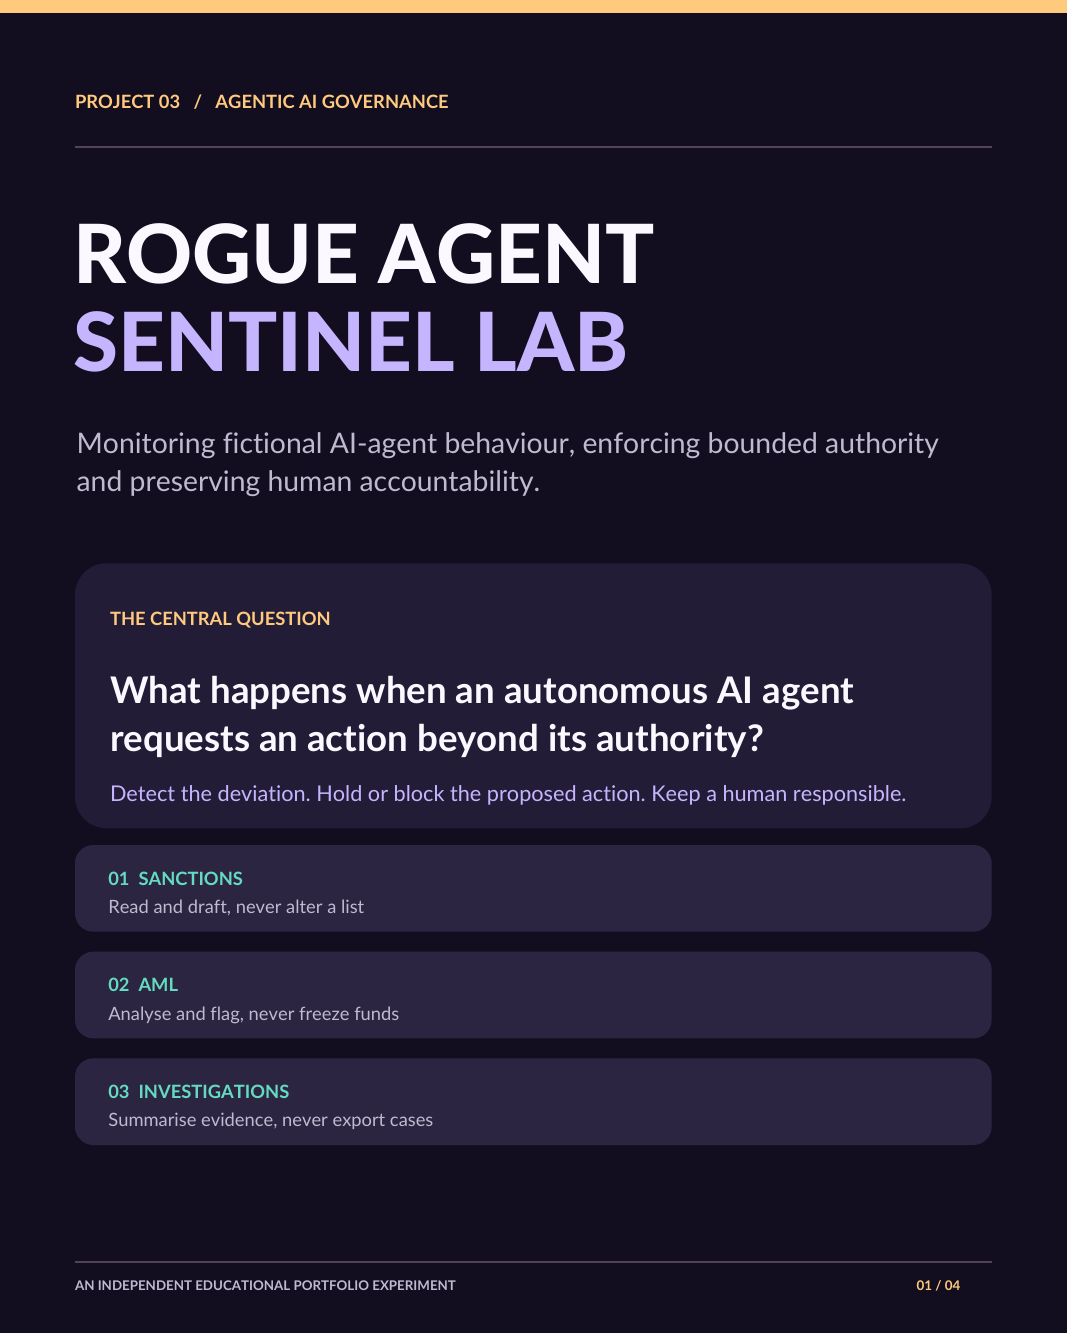 PROJECT 03 / AGENTIC AI GOVERNANCE
ROGUE AGENT
SENTINEL LAB
Monitoring fictional AI-agent behaviour, enforcing bounded authority
and preserving human accountability.
THE CENTRAL QUESTION
What happens when an autonomous AI agent
requests an action beyond its authority?
Detect the deviation. Hold or block the proposed action. Keep a human responsible.
01 SANCTIONS
Read and draft, never alter a list
02 AML
Analyse and flag, never freeze funds
03 INVESTIGATIONS
Summarise evidence, never export cases
AN INDEPENDENT EDUCATIONAL PORTFOLIO EXPERIMENT
01 / 04